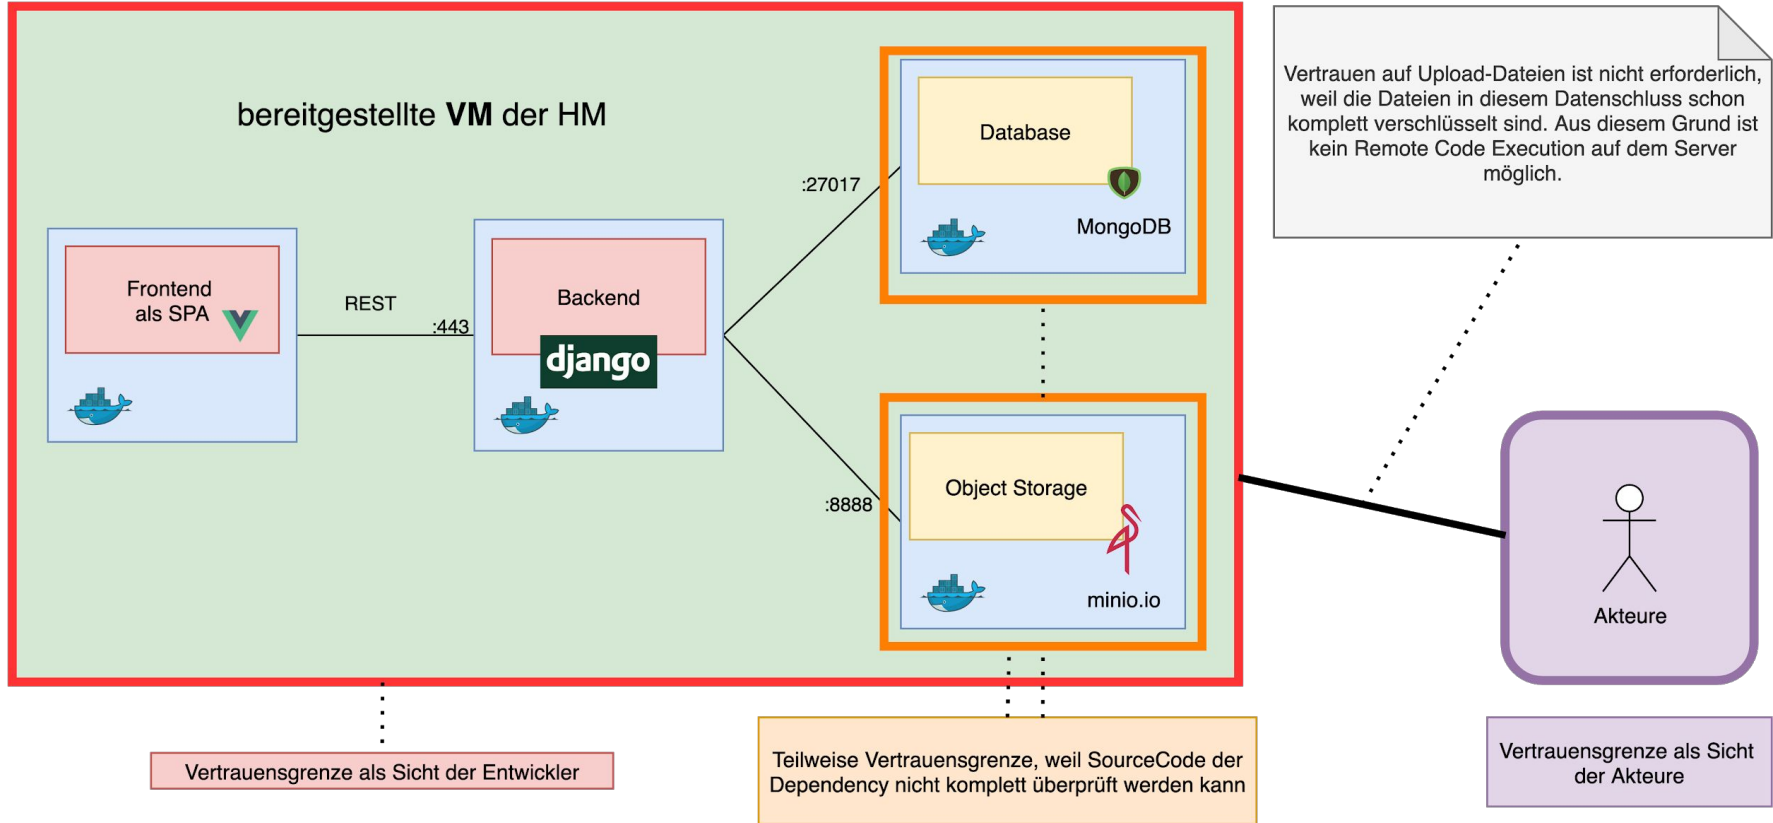 bereitgestellte VM der HM
Frontend
als SPA
REST
:443
Backend
django
:27017
Database
MongoDB
:8888
Object Storage
minio.io
Vertrauen auf Upload-Dateien ist nicht erforderlich,
weil die Dateien in diesem Datenschluss schon
komplett verschlüsselt sind. Aus diesem Grund ist
kein Remote Code Execution auf dem Server
möglich.
Akteure
Vertrauensgrenze als Sicht der Entwickler
Teilweise Vertrauensgrenze, weil SourceCode der
Dependency nicht komplett überprüft werden kann
Vertrauensgrenze als Sicht
der Akteure